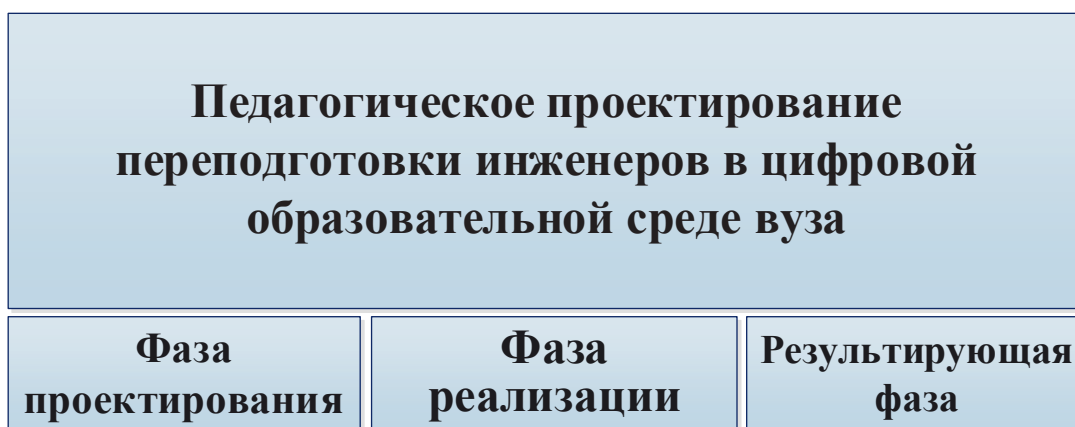 Педагогическое проектирование
переподготовки инженеров в цифровой
образовательной среде вуза
Фаза
проектирования
Фаза
реализации
Результирующая
фаза